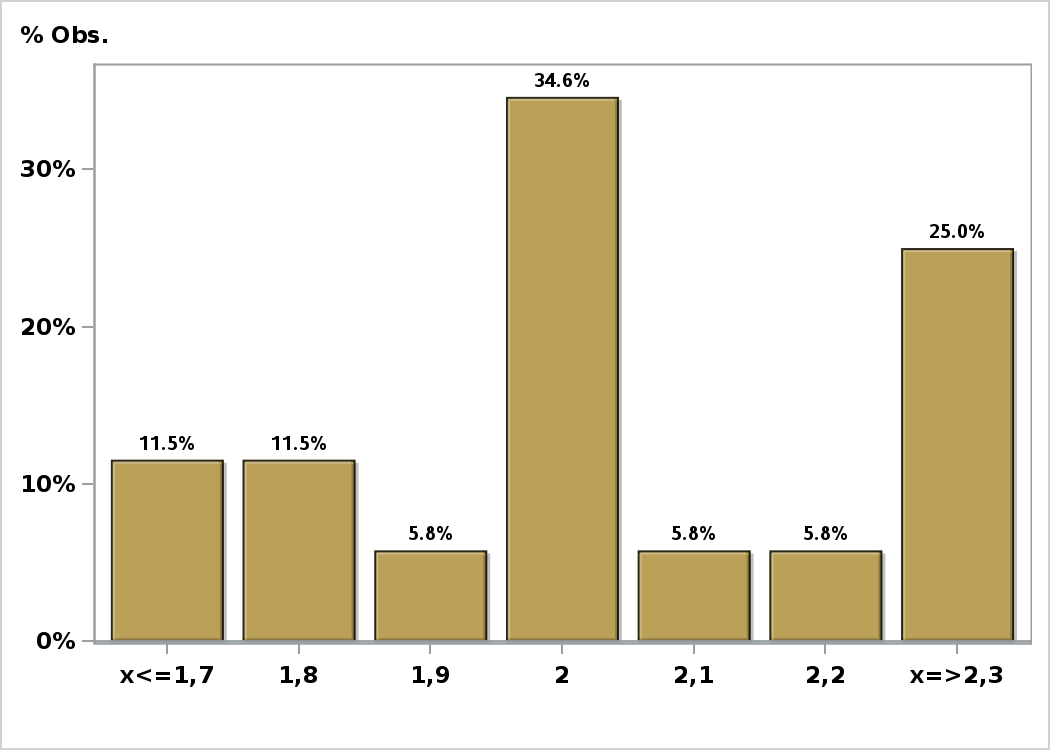 % Obs.
34.6%
30%
25.0%
20%
11.5% 11.5%
10%
5.8% 5.8% 5.8%
0%
x<=1,7 1,8 1,9 2 2,1 2,2 x=>2,3